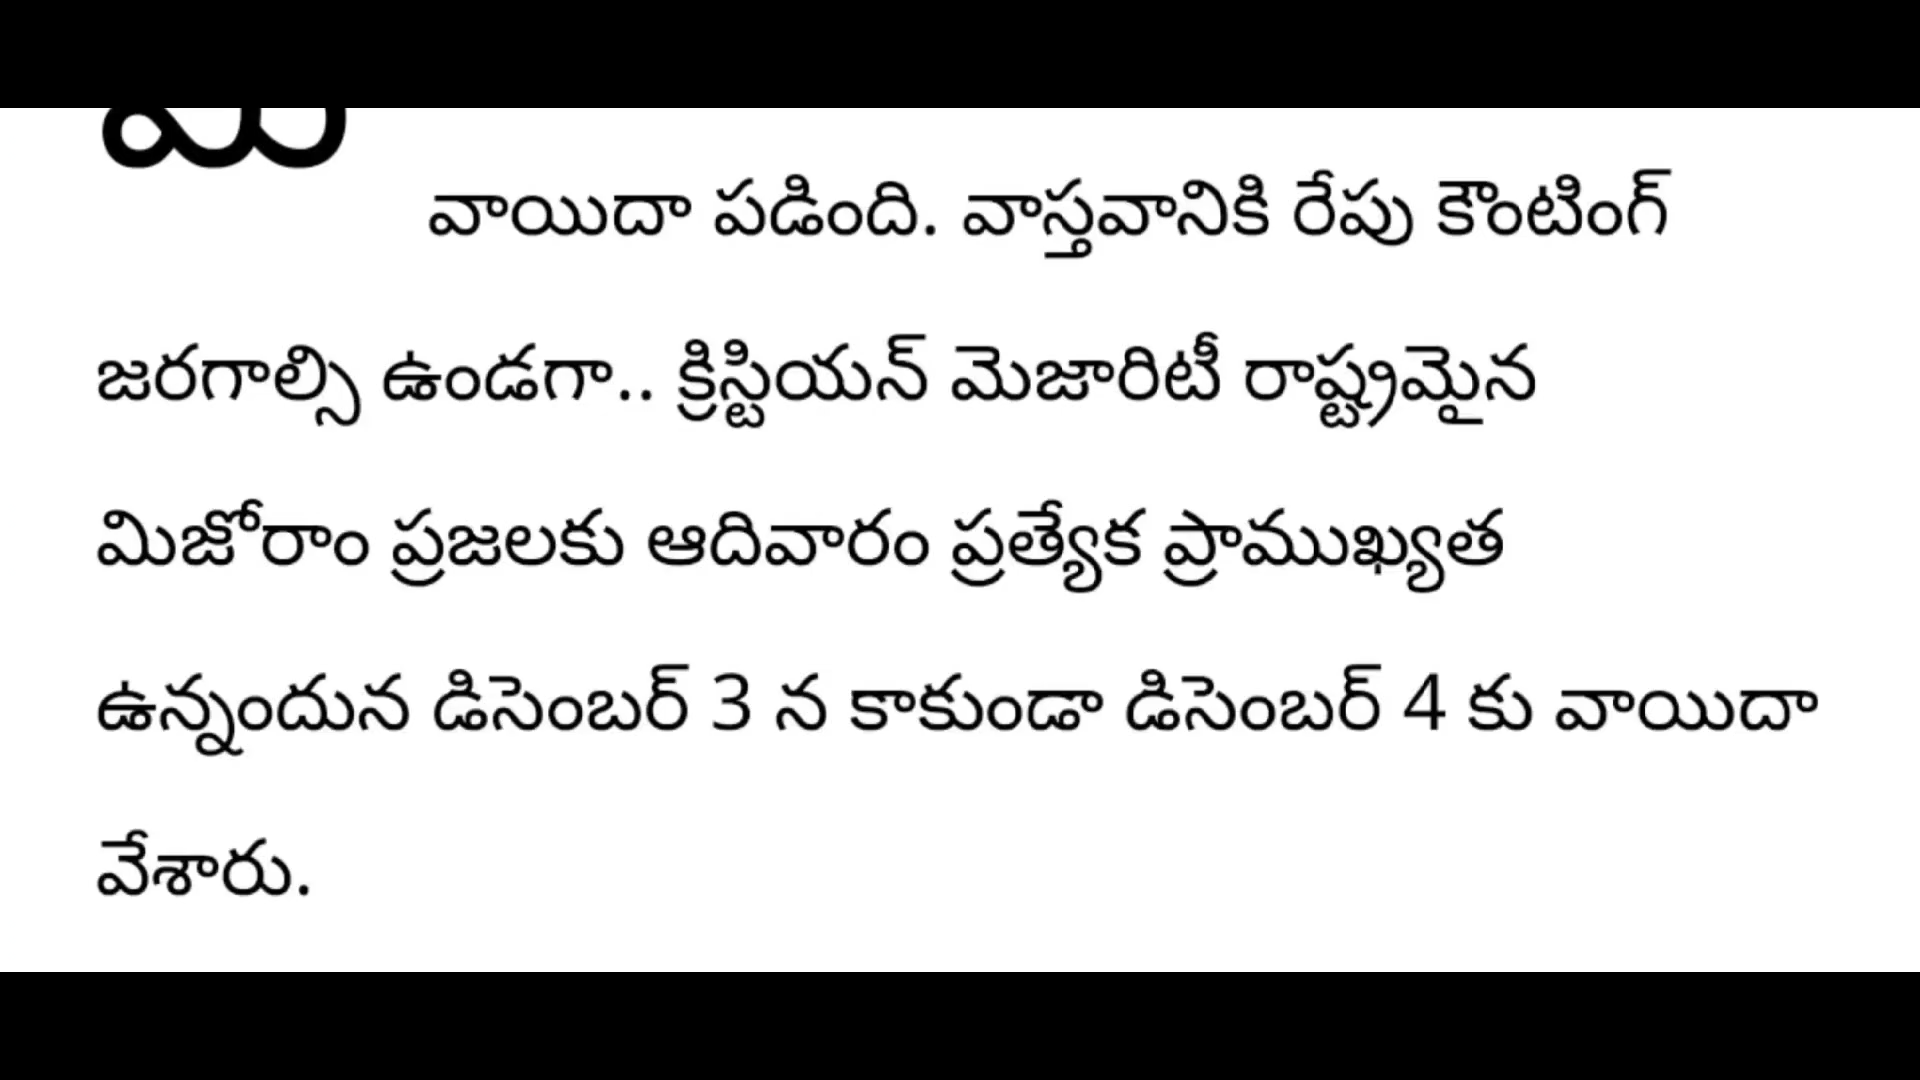 వాయిదా పడింది. వాస్తవానికి రేపు కౌంటింగ్
జరగాల్సి ఉండగా.. క్రిస్టియన్ మెజారిటీ రాష్ట్రమైన
మిజోరాం ప్రజలకు ఆదివారం ప్రత్యేక ప్రాముఖ్యత
ఉన్నందున డిసెంబర్ 3 న కాకుండా డిసెంబర్ 4 కు వాయిదా
వేశారు.